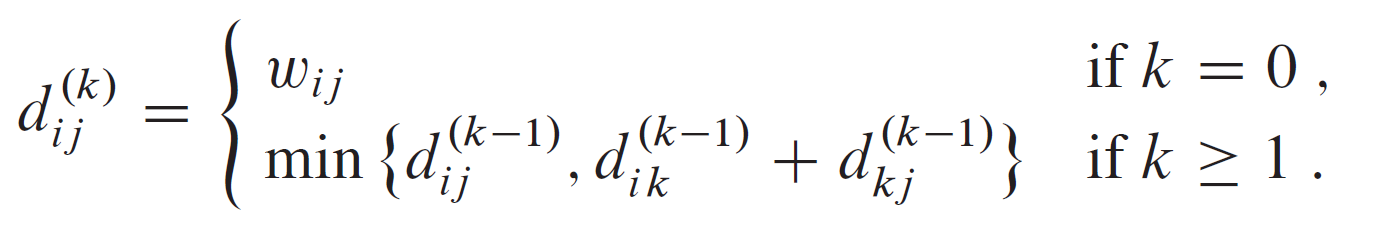 d_{ij}^{(k)} = { w_{ij} if k = 0 ,
min {d_{ij}^{(k−1)}, d_{ik}^{(k−1)} + d_{kj}^{(k−1)}} if k ≥ 1 .